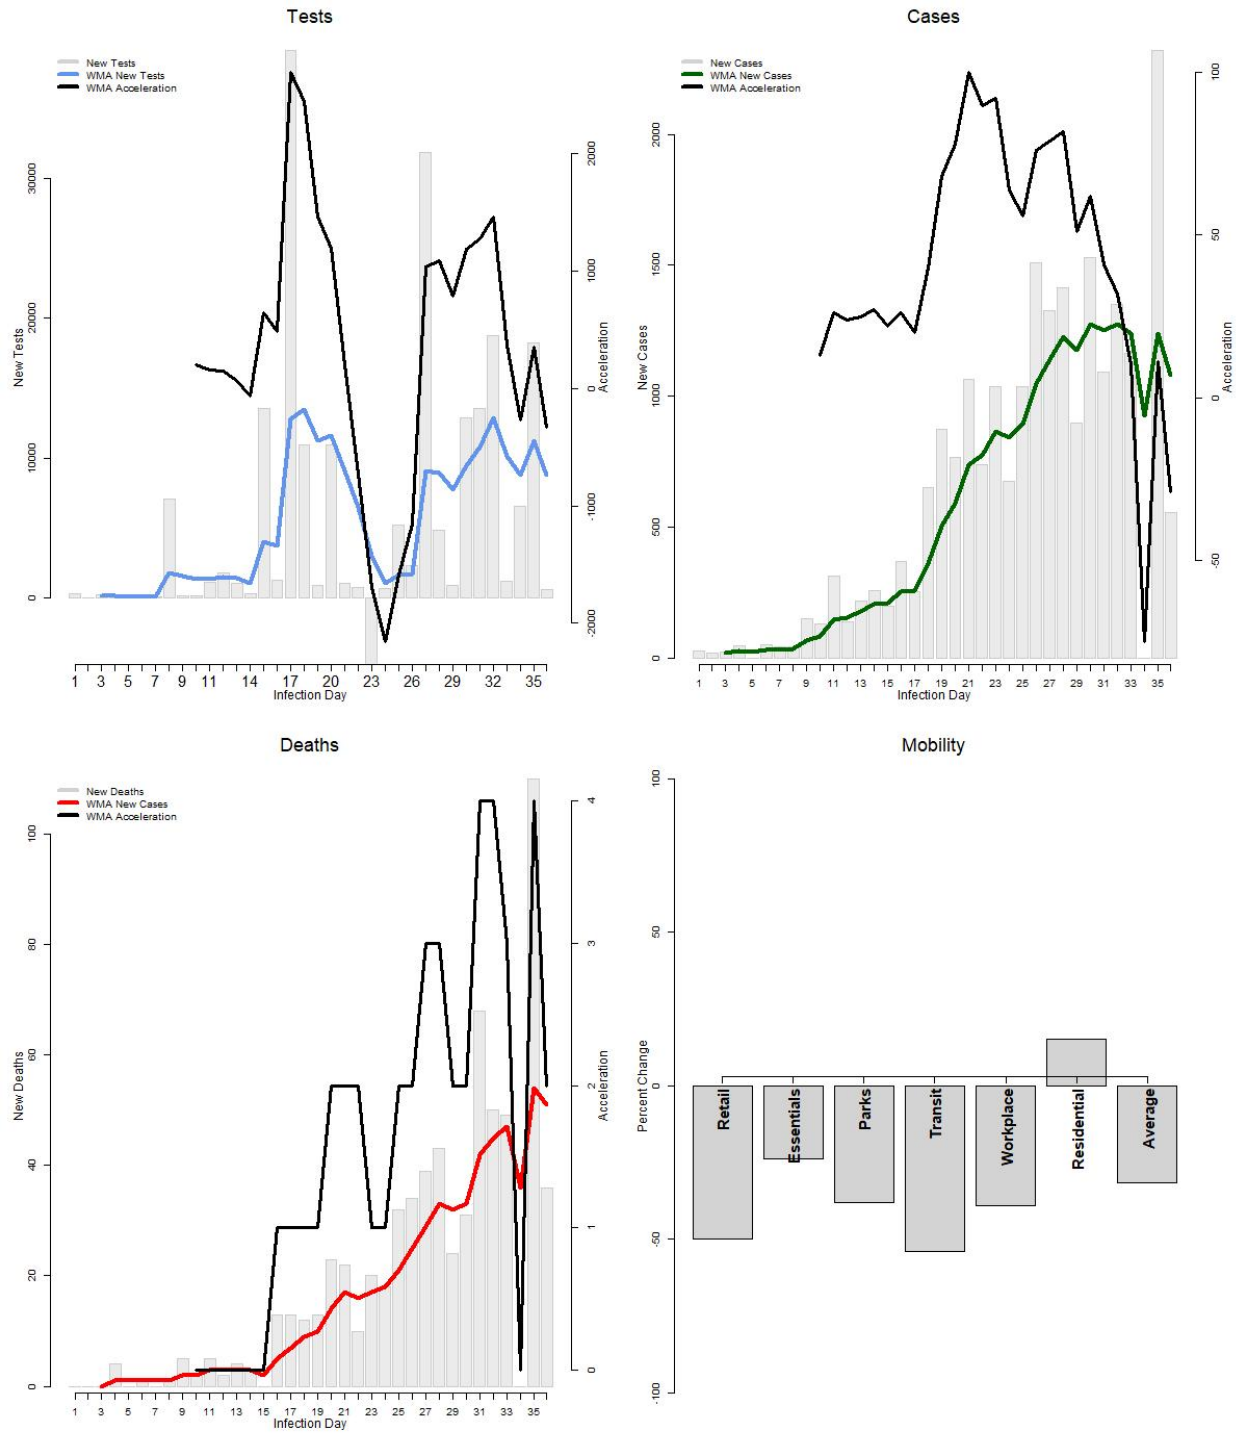 Tests
New Tests
WMA New Tests
WMA Acceleration
New Tests
0
10000
20000
30000
Acceleration
-2000
-1000
0
1000
2000
1 3 5 7 9 11 14 17 20 23 26 29 32 35
Infection Day
Cases
New Cases
WMA New Cases
WMA Acceleration
New Cases
0
500
1000
1500
2000
Acceleration
-50
0
50
100
1 3 5 7 9 11 13 15 17 19 21 23 25 27 29 31 33 35
Infection Day
Deaths
New Deaths
WMA New Cases
WMA Acceleration
New Deaths
0
20
40
60
80
100
Acceleration
0
1
2
3
4
1 3 5 7 9 11 13 15 17 19 21 23 25 27 29 31 33 35
Infection Day
Mobility
Percent Change
-100
-50
0
50
100
Retail
Essentials
Parks
Transit
Workplace
Residential
Average